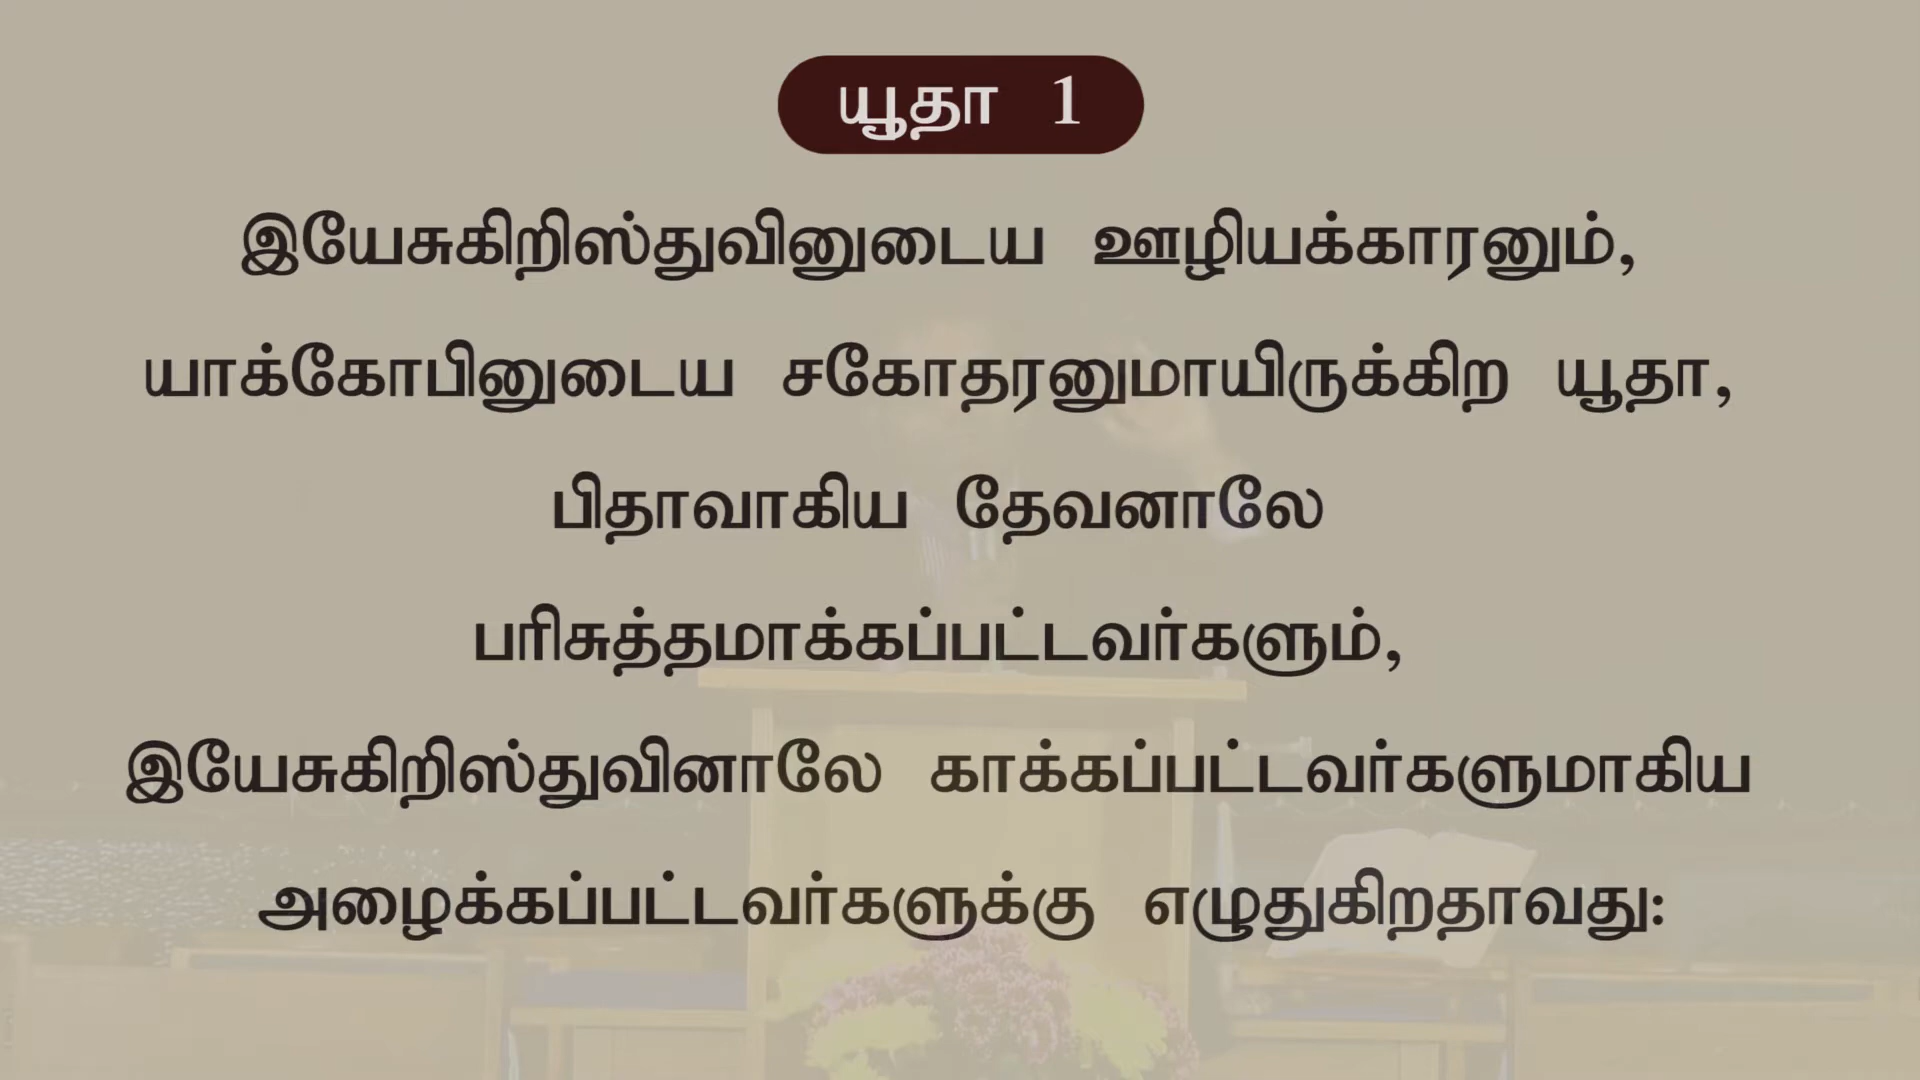 யூதா 1
இயேசுகிறிஸ்துவினுடைய ஊழியக்காரனும்,
யாக்கோபினுடைய சகோதரனுமாயிருக்கிற யூதா,
பிதாவாகிய தேவனாலே
பரிசுத்தமாக்கப்பட்டவர்களும்,
இயேசுகிறிஸ்துவினாலே காக்கப்பட்டவர்களுமாகிய
அழைக்கப்பட்டவர்களுக்கு எழுதுகிறதாவது: